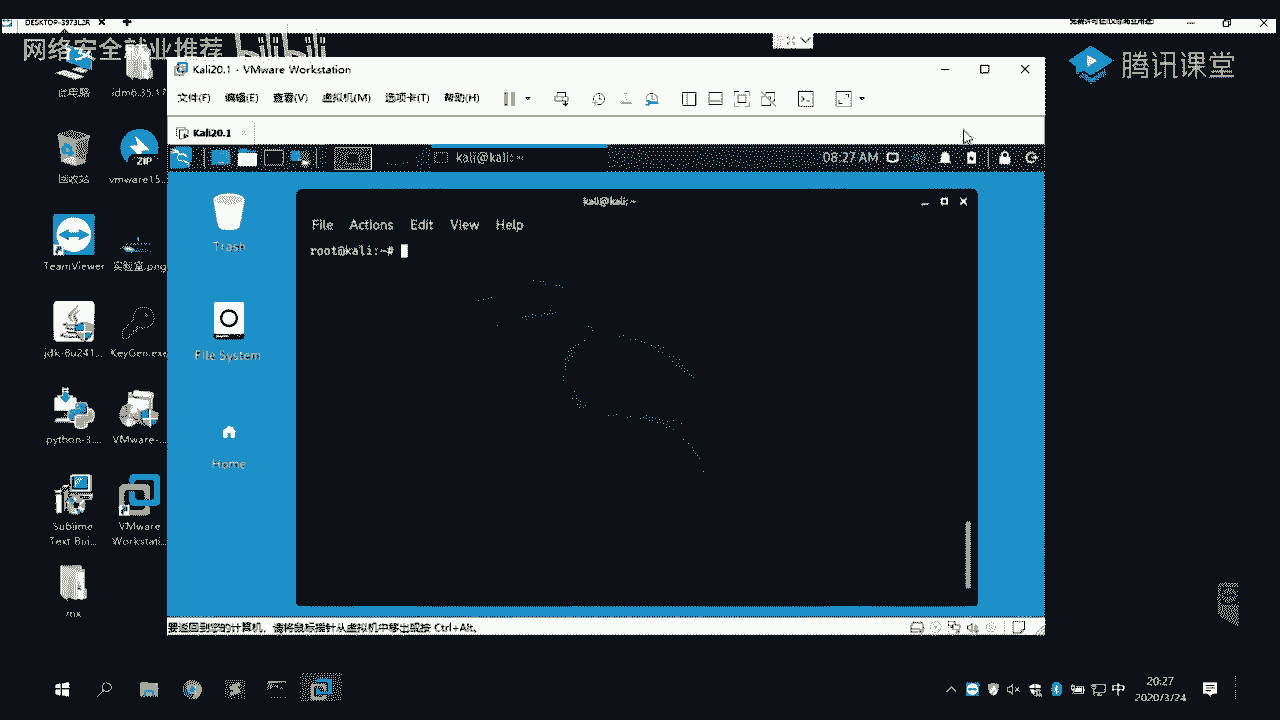 DESKTOP-3973L3R
网络安全就业推荐 bilibili
腾讯课堂
此电脑
idm6.35.17
回收站
vmware15...
TeamViewer
实验室.png
jdk-8u241...
KeyGen.exe
python-3....
VMware-...
Sublime
Text Bui...
VMware
Workstati...
mx
Kali20.1 - VMware Workstation
文件(F) 编辑(E) 查看(V) 虚拟机(M) 选项卡(T) 帮助(H)
Kali20.1
kali@kali: ~
08:27 AM
Trash
File System
Home
kali@kali: ~
File Actions Edit View Help
root@kali:~#
要返回到您的计算机，请将鼠标指针从虚拟机中移出或按 Ctrl+Alt。
中
20:27
2020/3/24